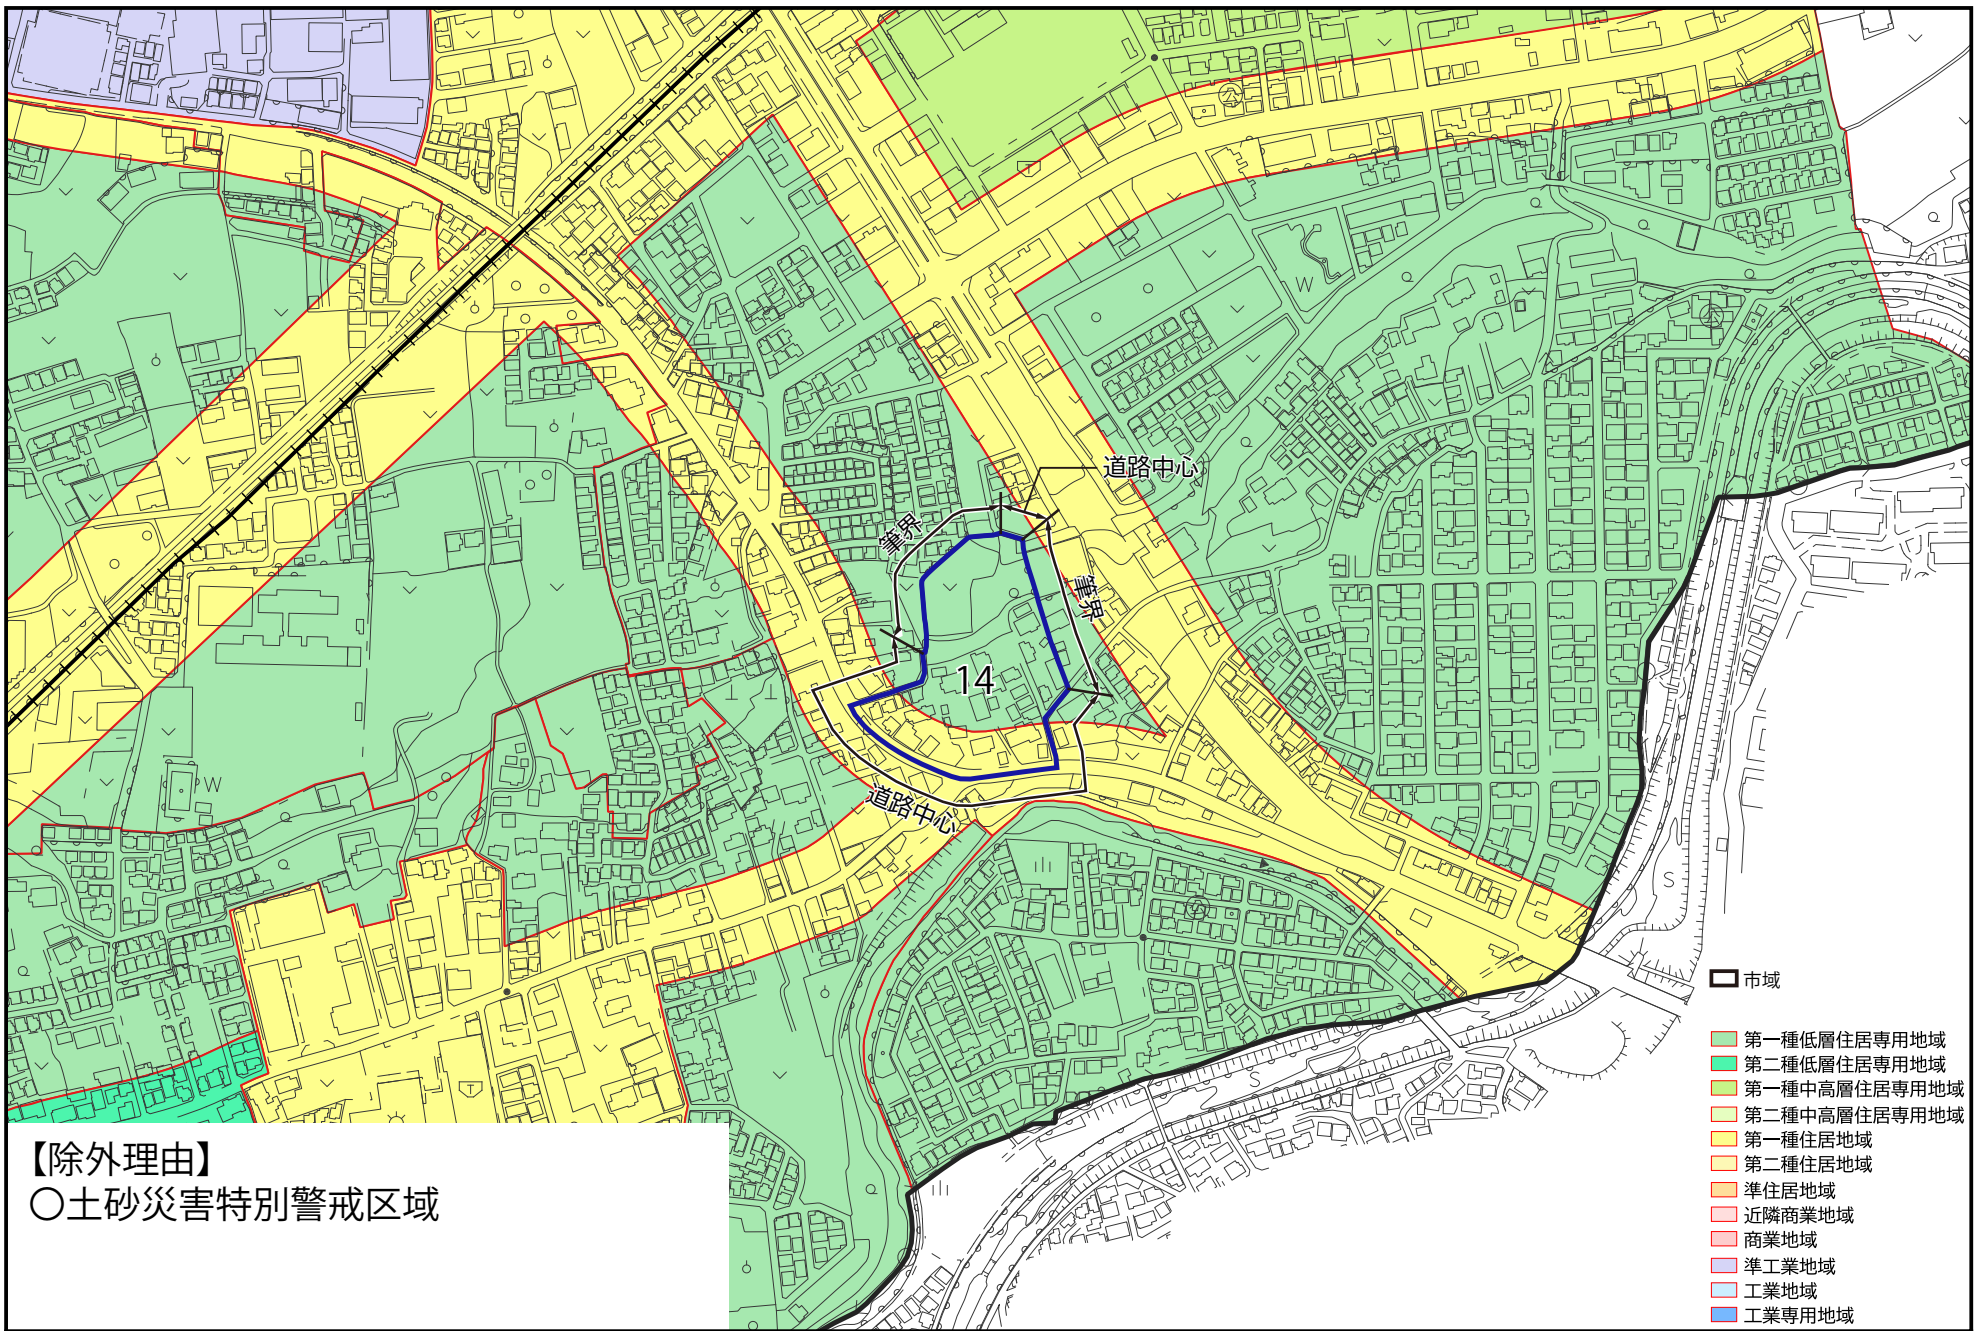 道路中心
筆界
筆界
14
道路中心
W
W
S
S
公
公
公
T
T
市域
第一種低層住居専用地域
第二種低層住居専用地域
第一種中高層住居専用地域
第二種中高層住居専用地域
第一種住居地域
第二種住居地域
準住居地域
近隣商業地域
商業地域
準工業地域
工業地域
工業専用地域
【除外理由】
〇土砂災害特別警戒区域